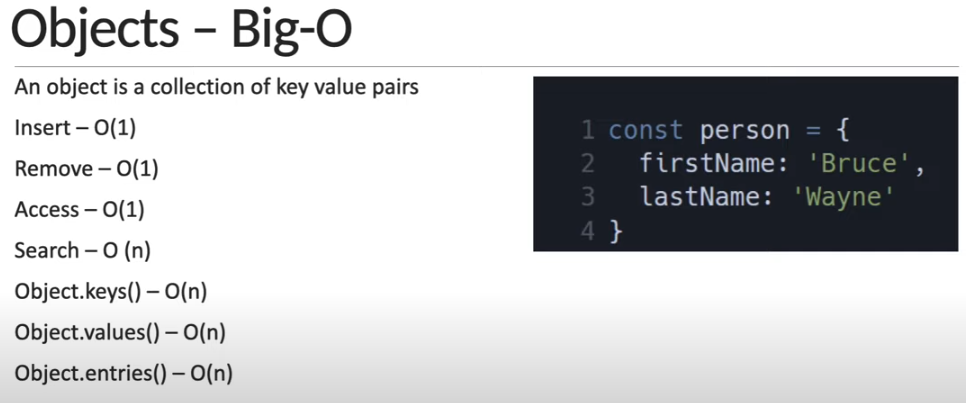 Objects – Big-O
An object is a collection of key value pairs
Insert – O(1)
Remove – O(1)
Access – O(1)
Search – O (n)
Object.keys() – O(n)
Object.values() – O(n)
Object.entries() – O(n)
1 const person = {
2   firstName: 'Bruce',
3   lastName: 'Wayne'
4 }